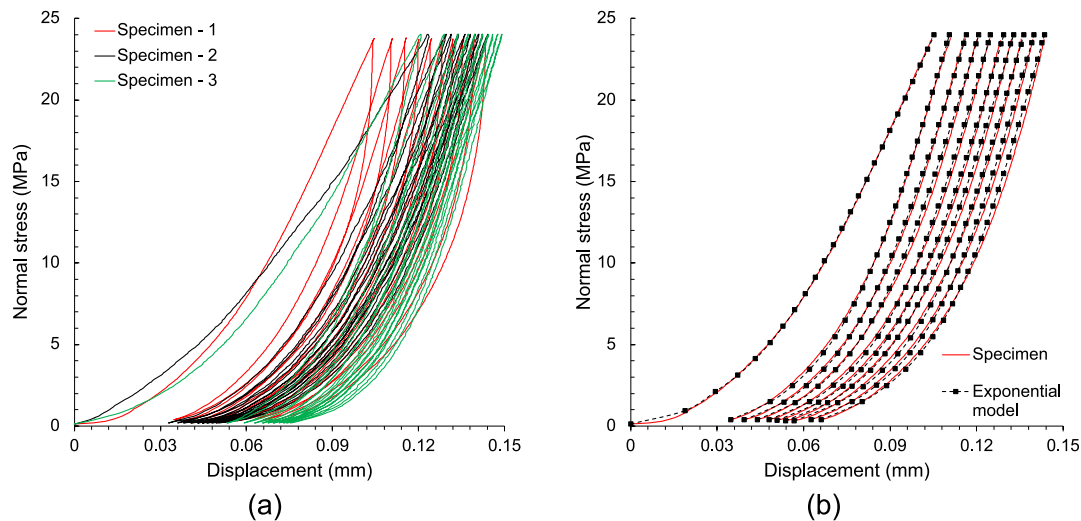 25
20
15
10
5
0
Normal stress (MPa)
Specimen - 1
Specimen - 2
Specimen - 3
0
0.03
0.06
0.09
0.12
0.15
Displacement (mm)
(a)
25
20
15
10
5
0
Normal stress (MPa)
Specimen
Exponential
model
0
0.03
0.06
0.09
0.12
0.15
Displacement (mm)
(b)